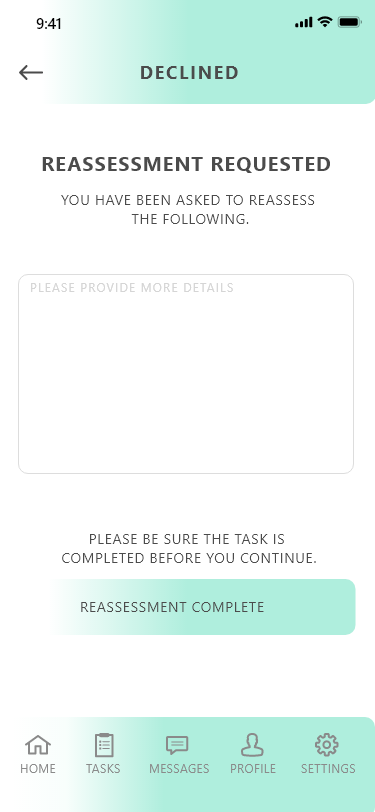 9:41
DECLINED
REASSESSMENT REQUESTED
YOU HAVE BEEN ASKED TO REASSESS
THE FOLLOWING.
PLEASE PROVIDE MORE DETAILS
PLEASE BE SURE THE TASK IS
COMPLETED BEFORE YOU CONTINUE.
REASSESSMENT COMPLETE
HOME TASKS MESSAGES PROFILE SETTINGS